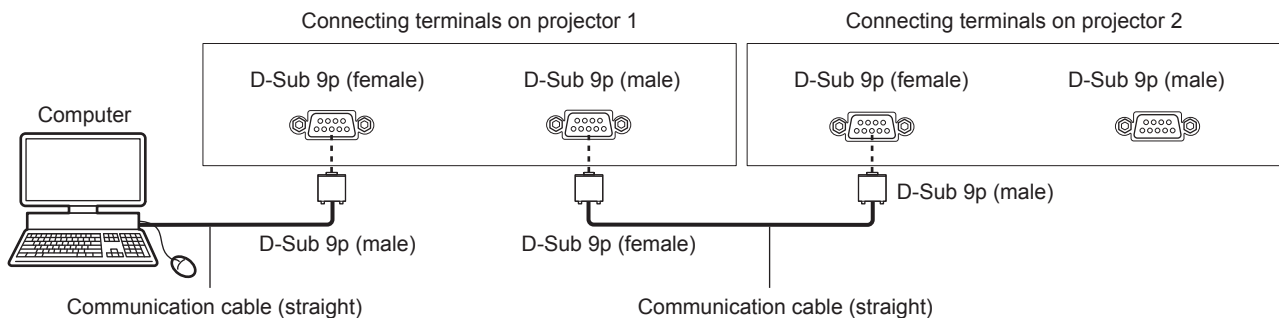 Connecting terminals on projector 1
Connecting terminals on projector 2
D-Sub 9p (female)
D-Sub 9p (male)
D-Sub 9p (female)
D-Sub 9p (male)
Computer
D-Sub 9p (male)
D-Sub 9p (male)
D-Sub 9p (female)
Communication cable (straight)
Communication cable (straight)